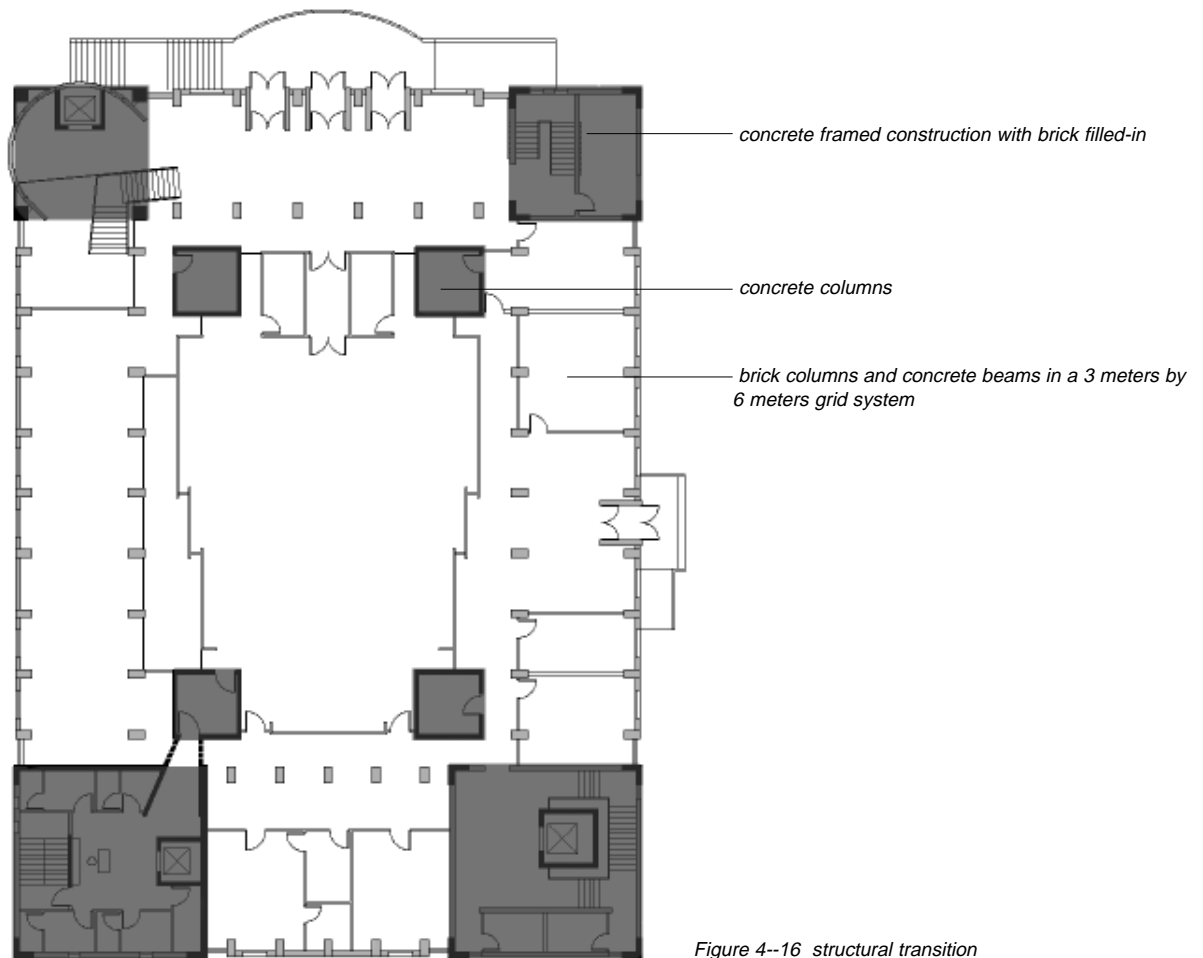 concrete framed construction with brick filled-in
concrete columns
brick columns and concrete beams in a 3 meters by
6 meters grid system
Figure 4--16 structural transition